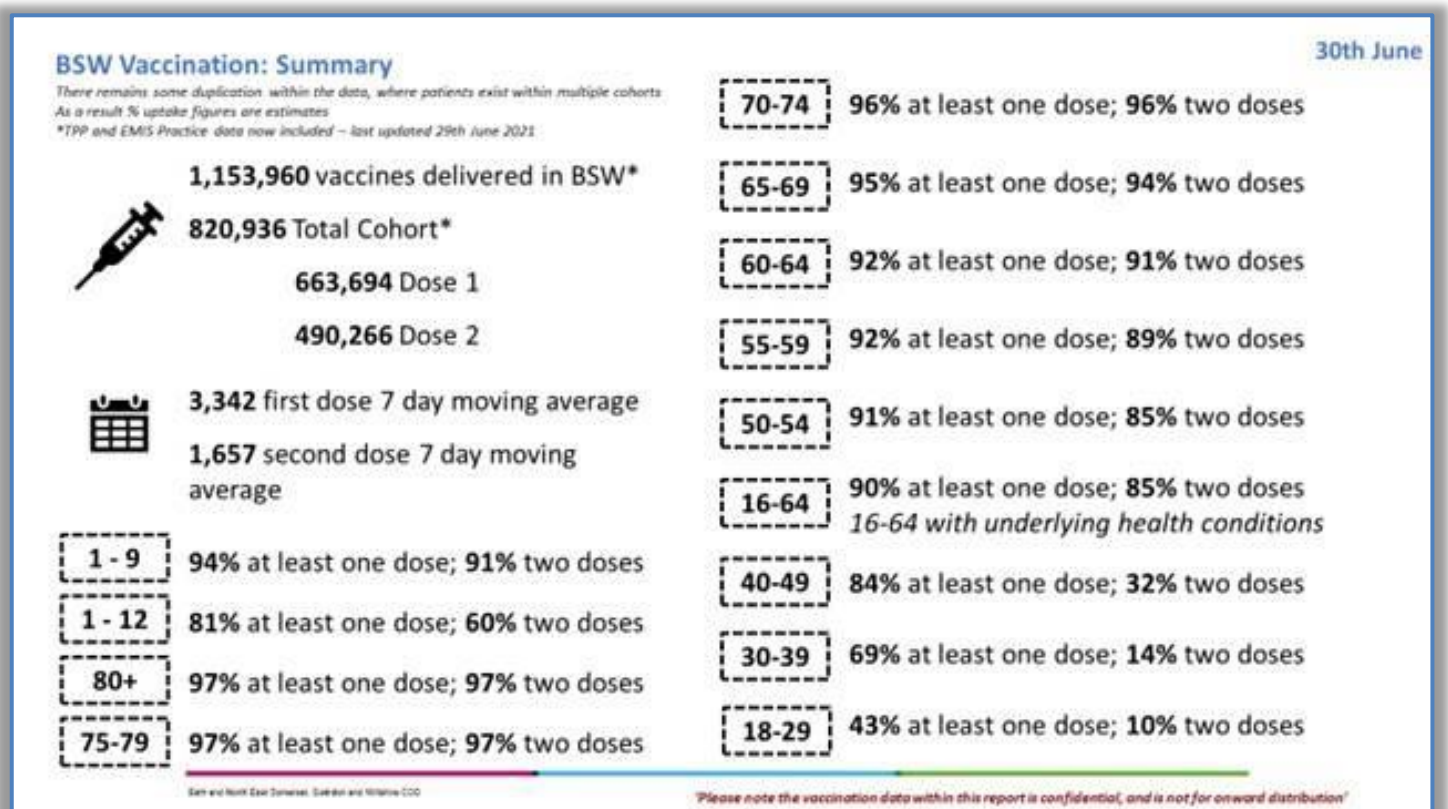 BSW Vaccination: Summary
There remains some duplication within the data, where patients exist within multiple cohorts
As a result % uptake figures are estimates
*TPP and EMIS Practice data now included – last updated 29th June 2021
1,153,960 vaccines delivered in BSW*
820,936 Total Cohort*
663,694 Dose 1
490,266 Dose 2
3,342 first dose 7 day moving average
1,657 second dose 7 day moving
average
1 - 9 94% at least one dose; 91% two doses
1 - 12 81% at least one dose; 60% two doses
80+ 97% at least one dose; 97% two doses
75-79 97% at least one dose; 97% two doses
30th June
70-74 96% at least one dose; 96% two doses
65-69 95% at least one dose; 94% two doses
60-64 92% at least one dose; 91% two doses
55-59 92% at least one dose; 89% two doses
50-54 91% at least one dose; 85% two doses
16-64 90% at least one dose; 85% two doses
16-64 with underlying health conditions
40-49 84% at least one dose; 32% two doses
30-39 69% at least one dose; 14% two doses
18-29 43% at least one dose; 10% two doses
Bath and North East Somerset, Swindon and Wiltshire CCG
'Please note the vaccination data within this report is confidential, and is not for onward distribution'